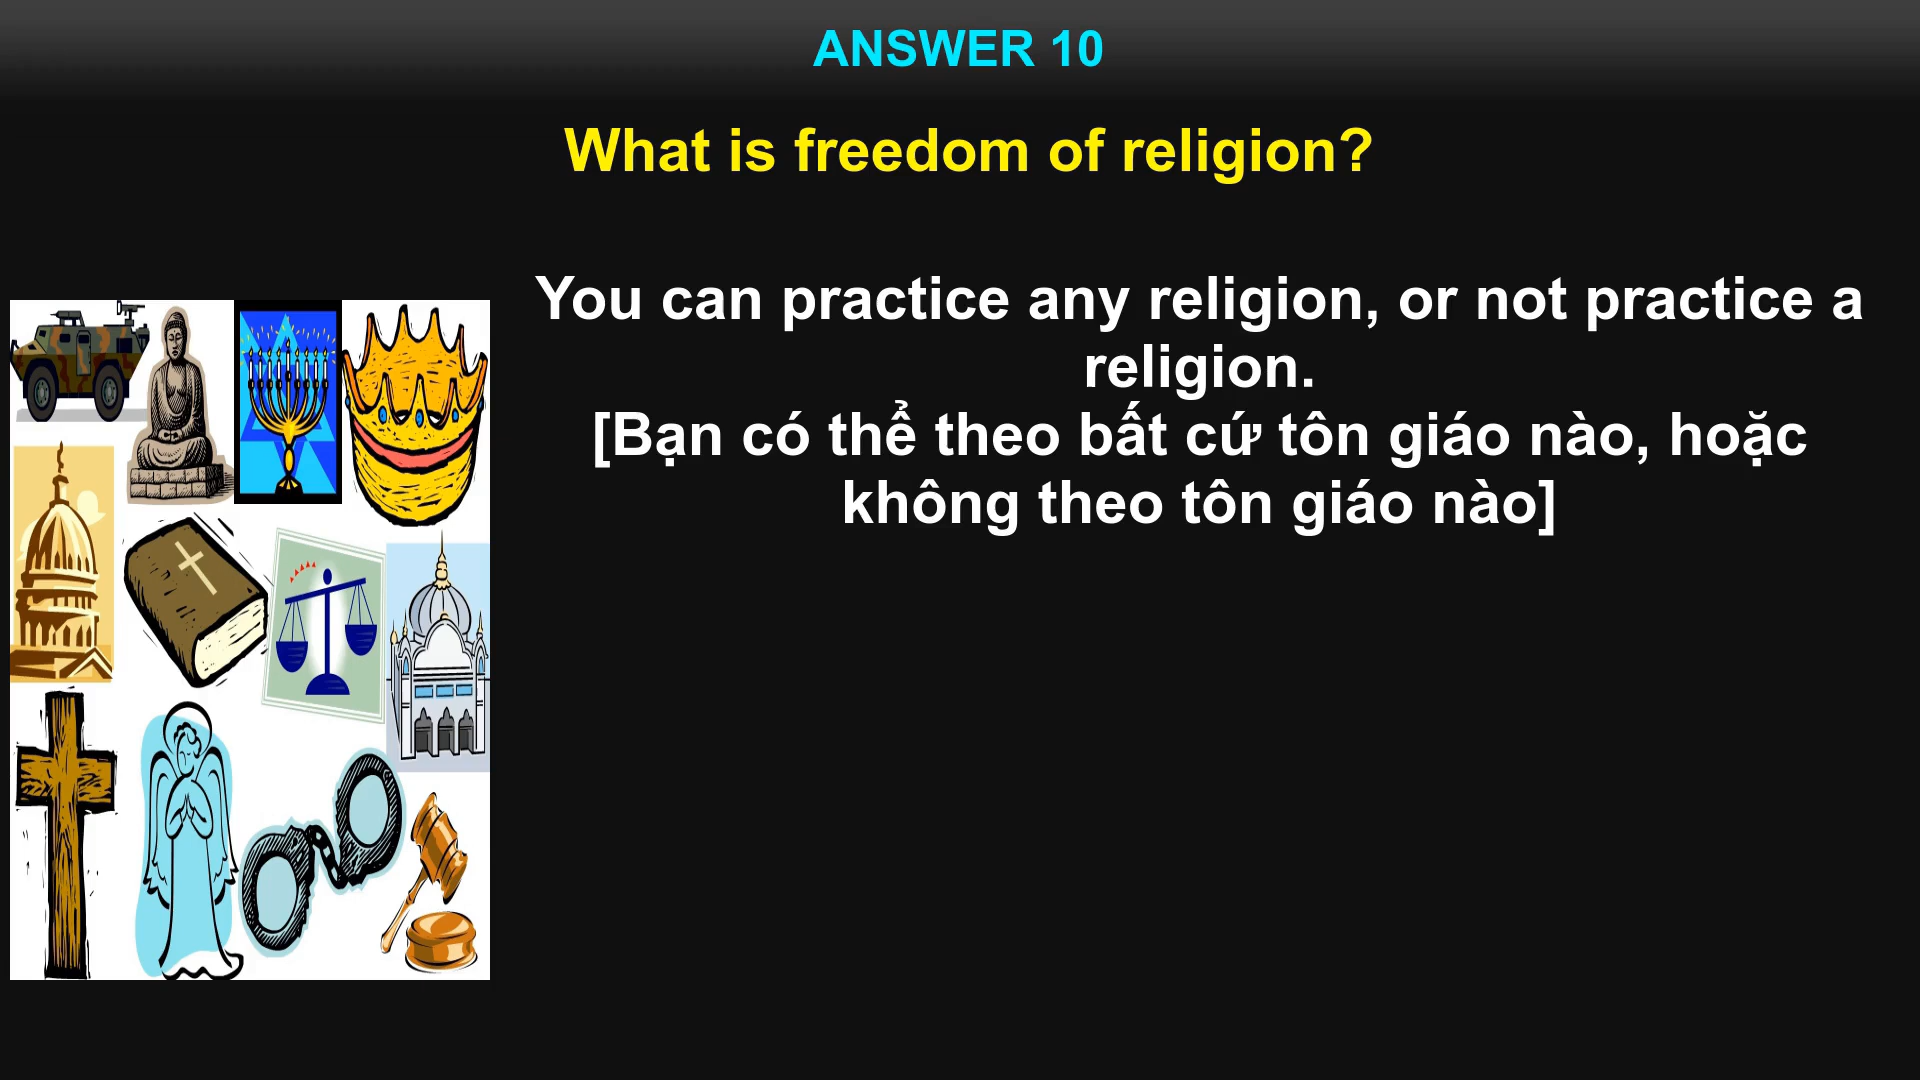 ANSWER 10
What is freedom of religion?
You can practice any religion, or not practice a
religion.
[Bạn có thể theo bất cứ tôn giáo nào, hoặc
không theo tôn giáo nào]